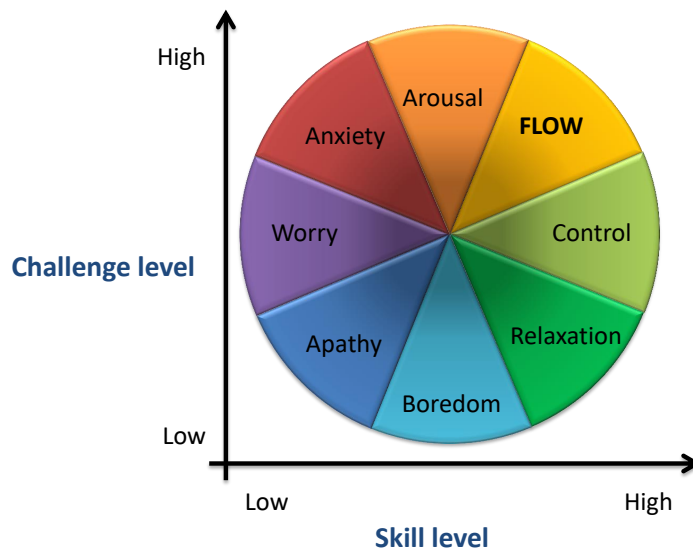 High
Arousal
FLOW
Anxiety
Worry
Control
Challenge level
Apathy
Relaxation
Boredom
Low
Low
High
Skill level